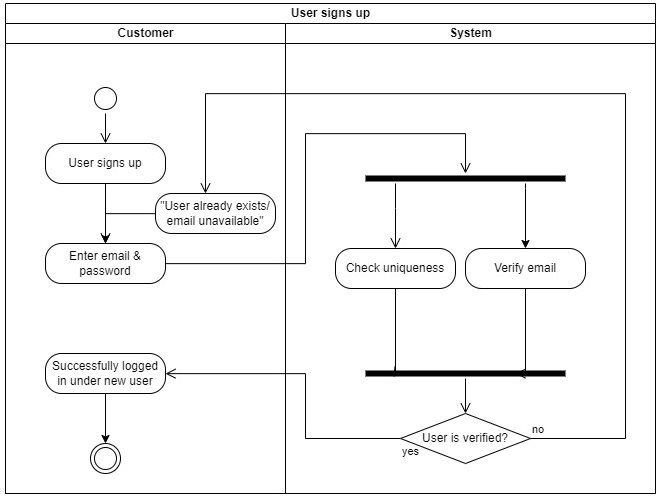 User signs up
Customer
System
User signs up
"User already exists/
email unavailable"
Enter email &
password
Check uniqueness
Verify email
Successfully logged
in under new user
User is verified?
no
yes